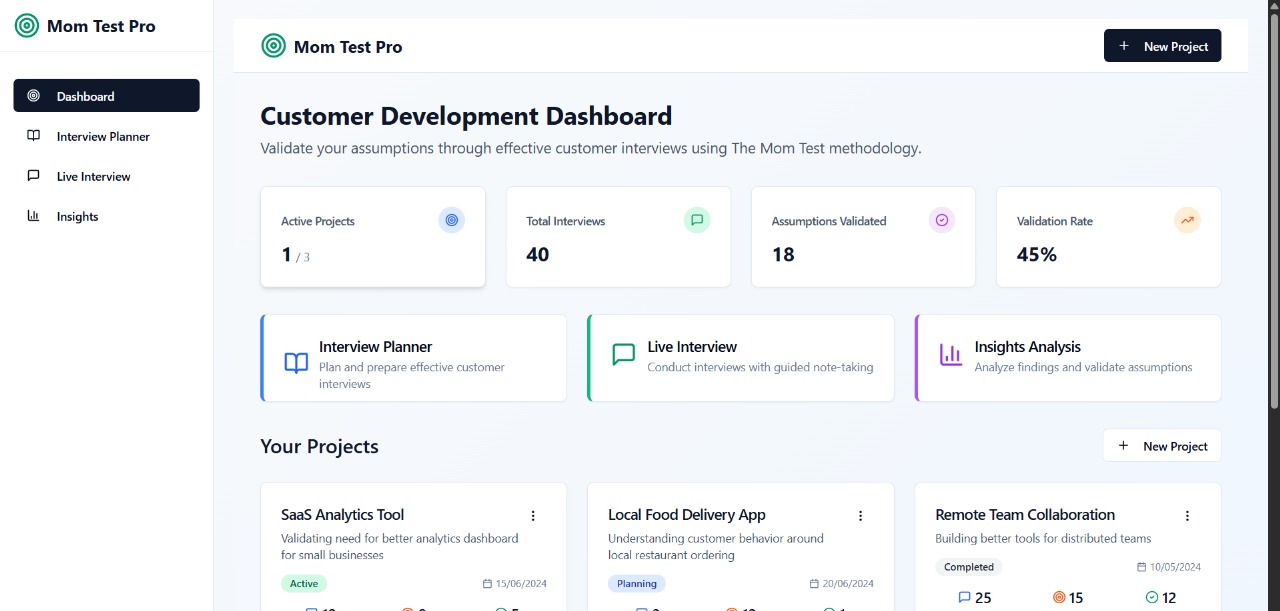 Mom Test Pro
Dashboard
Interview Planner
Live Interview
Insights
Mom Test Pro
New Project
Customer Development Dashboard
Validate your assumptions through effective customer interviews using The Mom Test methodology.
Active Projects
1 / 3
Total Interviews
40
Assumptions Validated
18
Validation Rate
45%
Interview Planner
Plan and prepare effective customer
interviews
Live Interview
Conduct interviews with guided note-taking
Insights Analysis
Analyze findings and validate assumptions
Your Projects
New Project
SaaS Analytics Tool
Validating need for better analytics dashboard
for small businesses
Active
15/06/2024
Local Food Delivery App
Understanding customer behavior around
local restaurant ordering
Planning
20/06/2024
Remote Team Collaboration
Building better tools for distributed teams
Completed
10/05/2024
25
15
12